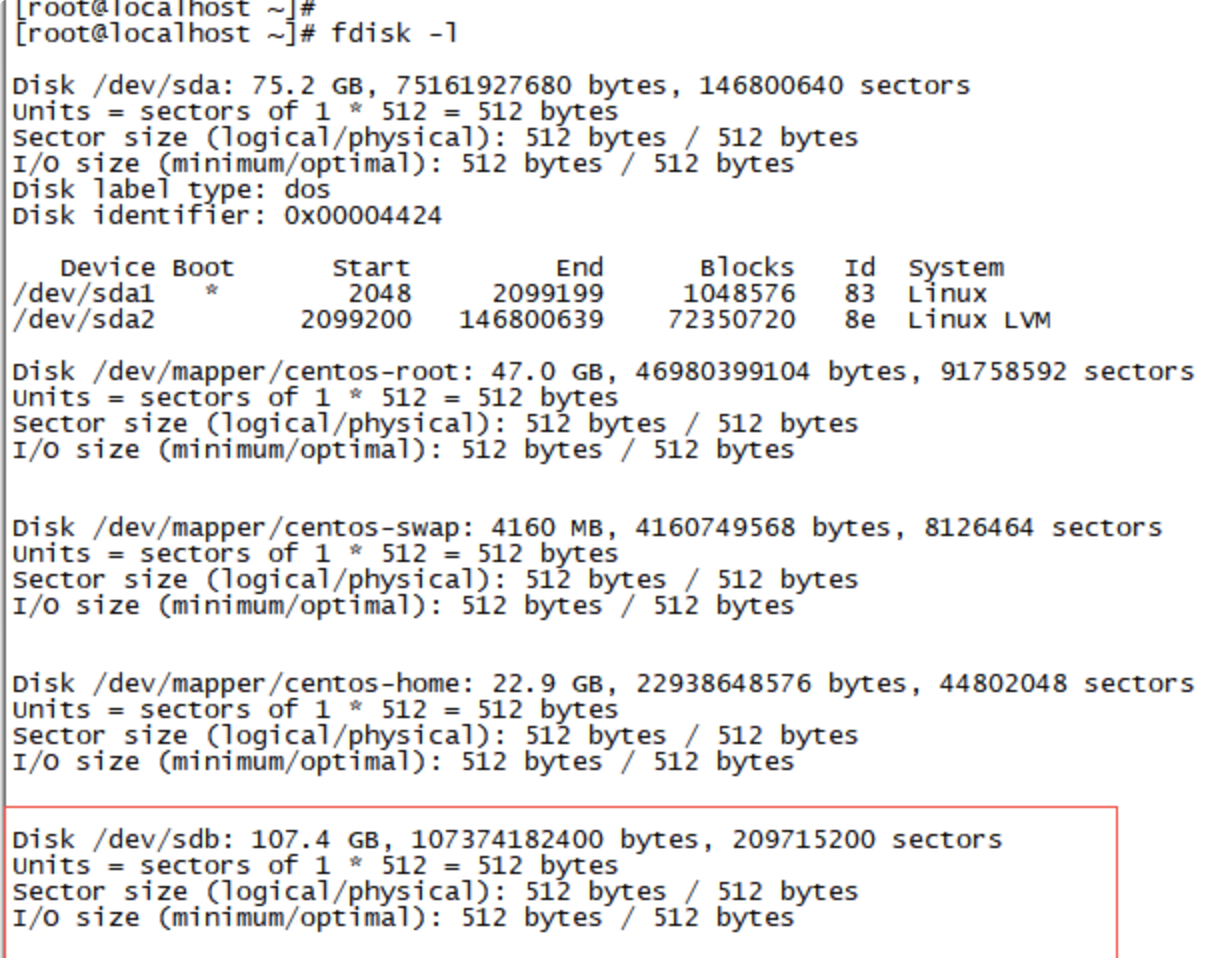 [root@localhost ~]#
[root@localhost ~]# fdisk -l
Disk /dev/sda: 75.2 GB, 75161927680 bytes, 146800640 sectors
Units = sectors of 1 * 512 = 512 bytes
Sector size (logical/physical): 512 bytes / 512 bytes
I/O size (minimum/optimal): 512 bytes / 512 bytes
Disk label type: dos
Disk identifier: 0x00004424
   Device Boot      Start         End      Blocks   Id  System
/dev/sda1   *        2048     2099199     1048576   83  Linux
/dev/sda2         2099200   146800639    72350720   8e  Linux LVM
Disk /dev/mapper/centos-root: 47.0 GB, 46980399104 bytes, 91758592 sectors
Units = sectors of 1 * 512 = 512 bytes
Sector size (logical/physical): 512 bytes / 512 bytes
I/O size (minimum/optimal): 512 bytes / 512 bytes
Disk /dev/mapper/centos-swap: 4160 MB, 4160749568 bytes, 8126464 sectors
Units = sectors of 1 * 512 = 512 bytes
Sector size (logical/physical): 512 bytes / 512 bytes
I/O size (minimum/optimal): 512 bytes / 512 bytes
Disk /dev/mapper/centos-home: 22.9 GB, 22938648576 bytes, 44802048 sectors
Units = sectors of 1 * 512 = 512 bytes
Sector size (logical/physical): 512 bytes / 512 bytes
I/O size (minimum/optimal): 512 bytes / 512 bytes
Disk /dev/sdb: 107.4 GB, 107374182400 bytes, 209715200 sectors
Units = sectors of 1 * 512 = 512 bytes
Sector size (logical/physical): 512 bytes / 512 bytes
I/O size (minimum/optimal): 512 bytes / 512 bytes